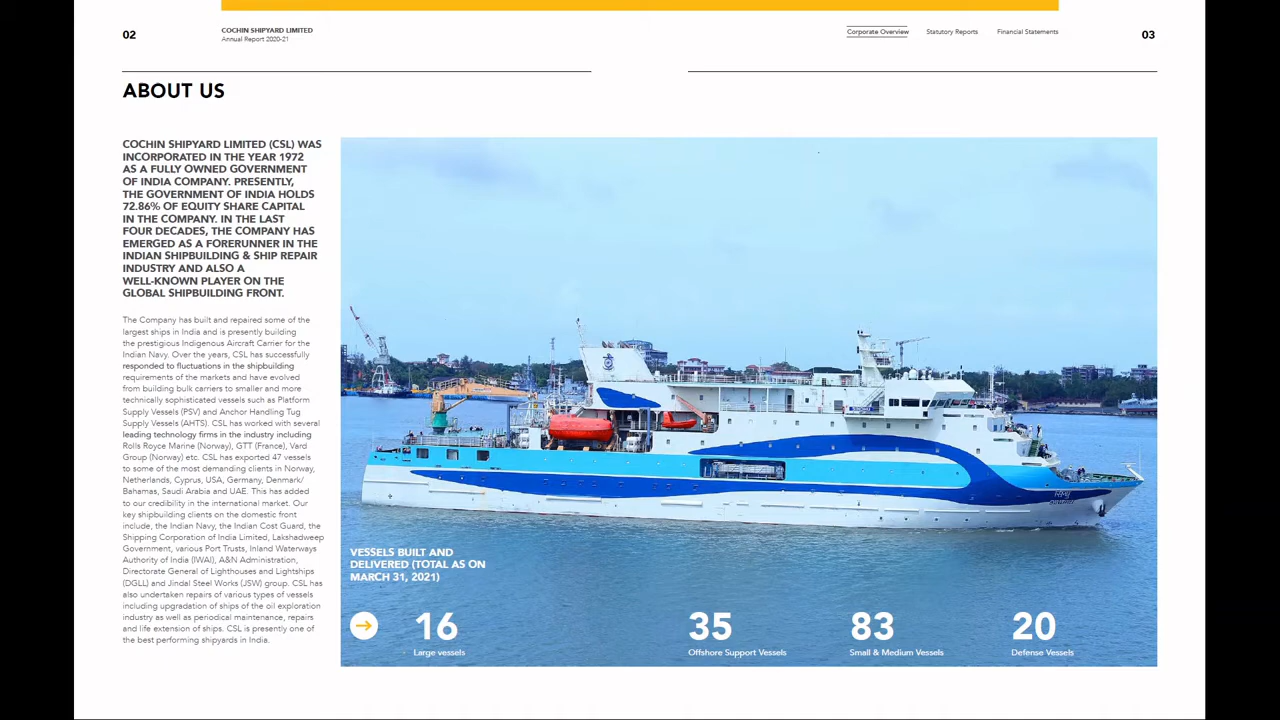 02
COCHIN SHIPYARD LIMITED
Annual Report 2020-21
Corporate Overview
Statutory Reports
Financial Statements
03
ABOUT US
COCHIN SHIPYARD LIMITED (CSL) WAS
INCORPORATED IN THE YEAR 1972
AS A FULLY OWNED GOVERNMENT
OF INDIA COMPANY. PRESENTLY,
THE GOVERNMENT OF INDIA HOLDS
72.86% OF EQUITY SHARE CAPITAL
IN THE COMPANY. IN THE LAST
FOUR DECADES, THE COMPANY HAS
EMERGED AS A FORERUNNER IN THE
INDIAN SHIPBUILDING & SHIP REPAIR
INDUSTRY AND ALSO A
WELL-KNOWN PLAYER ON THE
GLOBAL SHIPBUILDING FRONT.
The Company has built and repaired some of the
largest ships in India and is presently building
the prestigious Indigenous Aircraft Carrier for the
Indian Navy. Over the years, CSL has successfully
responded to fluctuations in the shipbuilding
requirements of the markets and have evolved
from building bulk carriers to smaller and more
technically sophisticated vessels such as Platform
Supply Vessels (PSV) and Anchor Handling Tug
Supply Vessels (AHTS). CSL has worked with several
leading technology firms in the industry including
Rolls Royce Marine (Norway), GTT (France), Vard
Group (Norway) etc. CSL has exported 47 vessels
to some of the most demanding clients in Norway,
Netherlands, Cyprus, USA, Germany, Denmark/
Bahamas, Saudi Arabia and UAE. This has added
to our credibility in the international market. Our
key shipbuilding clients on the domestic front
include, the Indian Navy, the Indian Cost Guard, the
Shipping Corporation of India Limited, Lakshadweep
Government, various Port Trusts, Inland Waterways
Authority of India (IWAI), A&N Administration,
Directorate General of Lighthouses and Lightships
(DGLL) and Jindal Steel Works (JSW) group. CSL has
also undertaken repairs of various types of vessels
including upgradation of ships of the oil exploration
industry as well as periodical maintenance, repairs
and life extension of ships. CSL is presently one of
the best performing shipyards in India.
VESSELS BUILT AND
DELIVERED (TOTAL AS ON
MARCH 31, 2021)
16
Large vessels
35
Offshore Support Vessels
83
Small & Medium Vessels
20
Defense Vessels